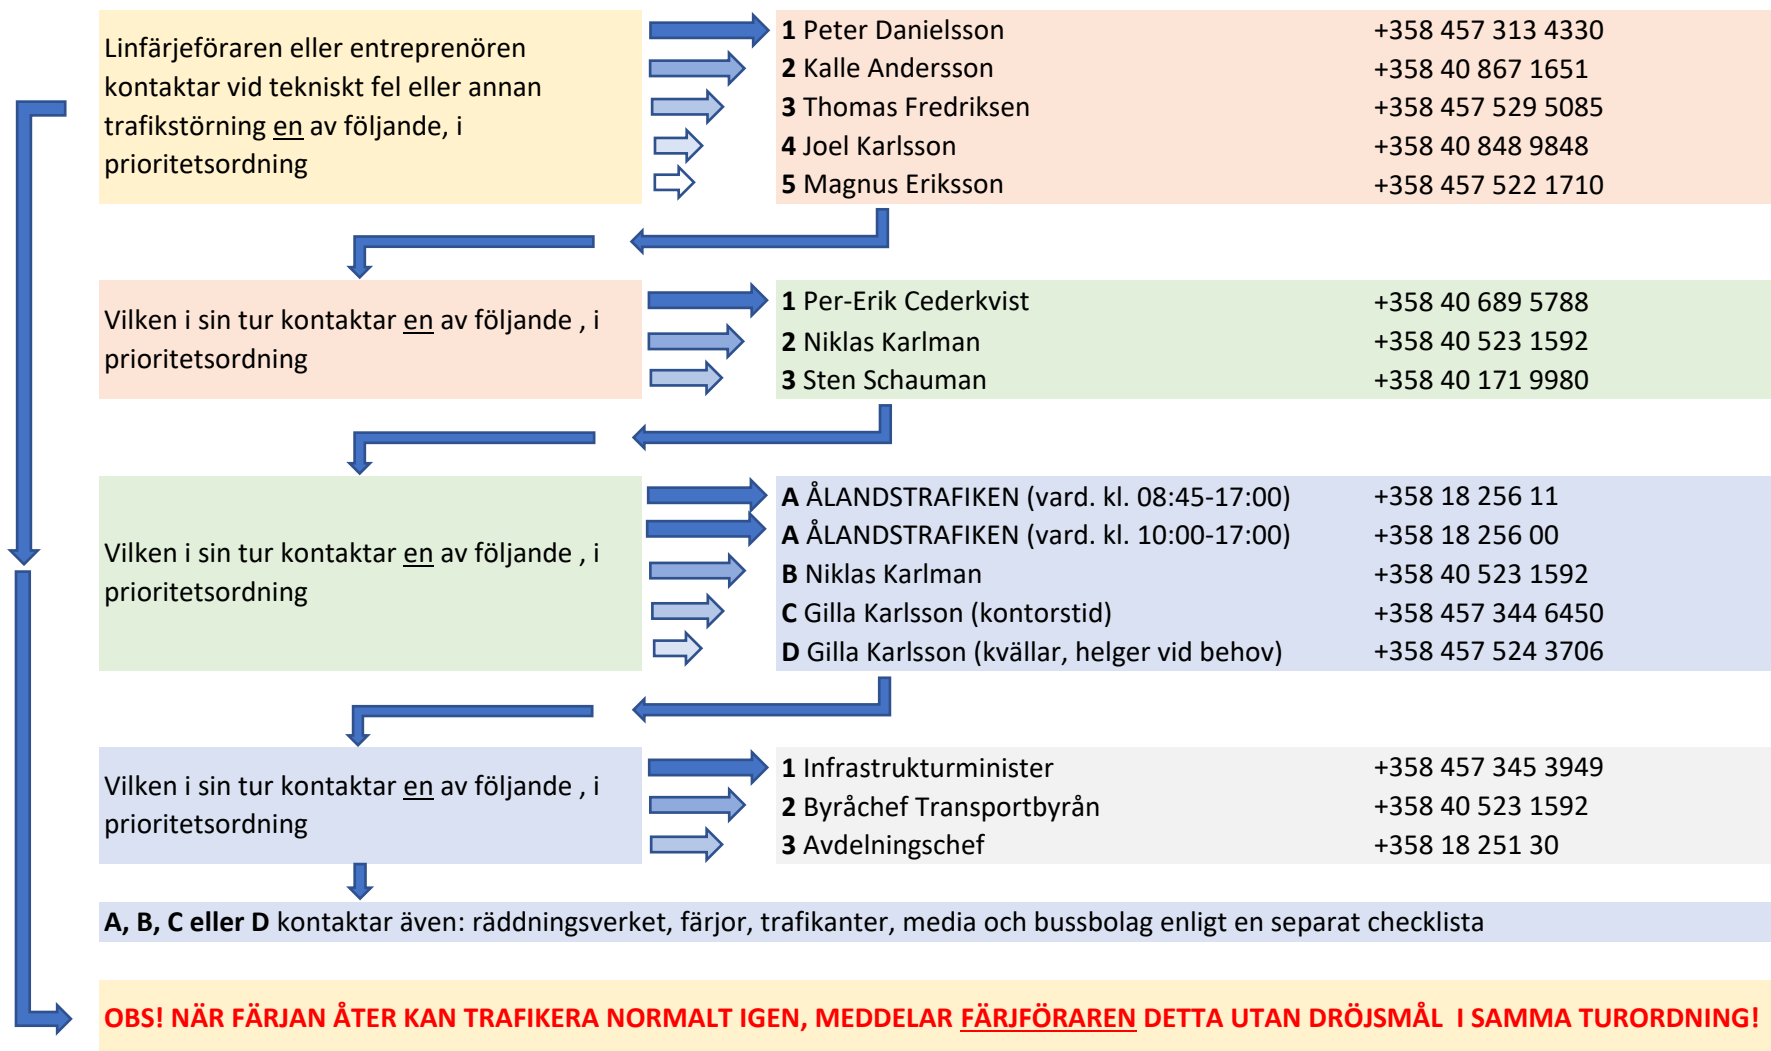 Linfärjeföraren eller entreprenören
kontaktar vid tekniskt fel eller annan
trafikstörning en av följande, i
prioritetsordning
1 Peter Danielsson +358 457 313 4330
2 Kalle Andersson +358 40 867 1651
3 Thomas Fredriksen +358 457 529 5085
4 Joel Karlsson +358 40 848 9848
5 Magnus Eriksson +358 457 522 1710
Vilken i sin tur kontaktar en av följande , i
prioritetsordning
1 Per-Erik Cederkvist +358 40 689 5788
2 Niklas Karlman +358 40 523 1592
3 Sten Schauman +358 40 171 9980
Vilken i sin tur kontaktar en av följande , i
prioritetsordning
A ÅLANDSTRAFIKEN (vard. kl. 08:45-17:00) +358 18 256 11
A ÅLANDSTRAFIKEN (vard. kl. 10:00-17:00) +358 18 256 00
B Niklas Karlman +358 40 523 1592
C Gilla Karlsson (kontorstid) +358 457 344 6450
D Gilla Karlsson (kvällar, helger vid behov) +358 457 524 3706
Vilken i sin tur kontaktar en av följande , i
prioritetsordning
1 Infrastrukturminister +358 457 345 3949
2 Byråchef Transportbyrån +358 40 523 1592
3 Avdelningschef +358 18 251 30
A, B, C eller D kontaktar även: räddningsverket, färjor, trafikanter, media och bussbolag enligt en separat checklista
OBS! NÄR FÄRJAN ÅTER KAN TRAFIKERA NORMALT IGEN, MEDDELAR FÄRJFÖRAREN DETTA UTAN DRÖJSMÅL I SAMMA TURORDNING!